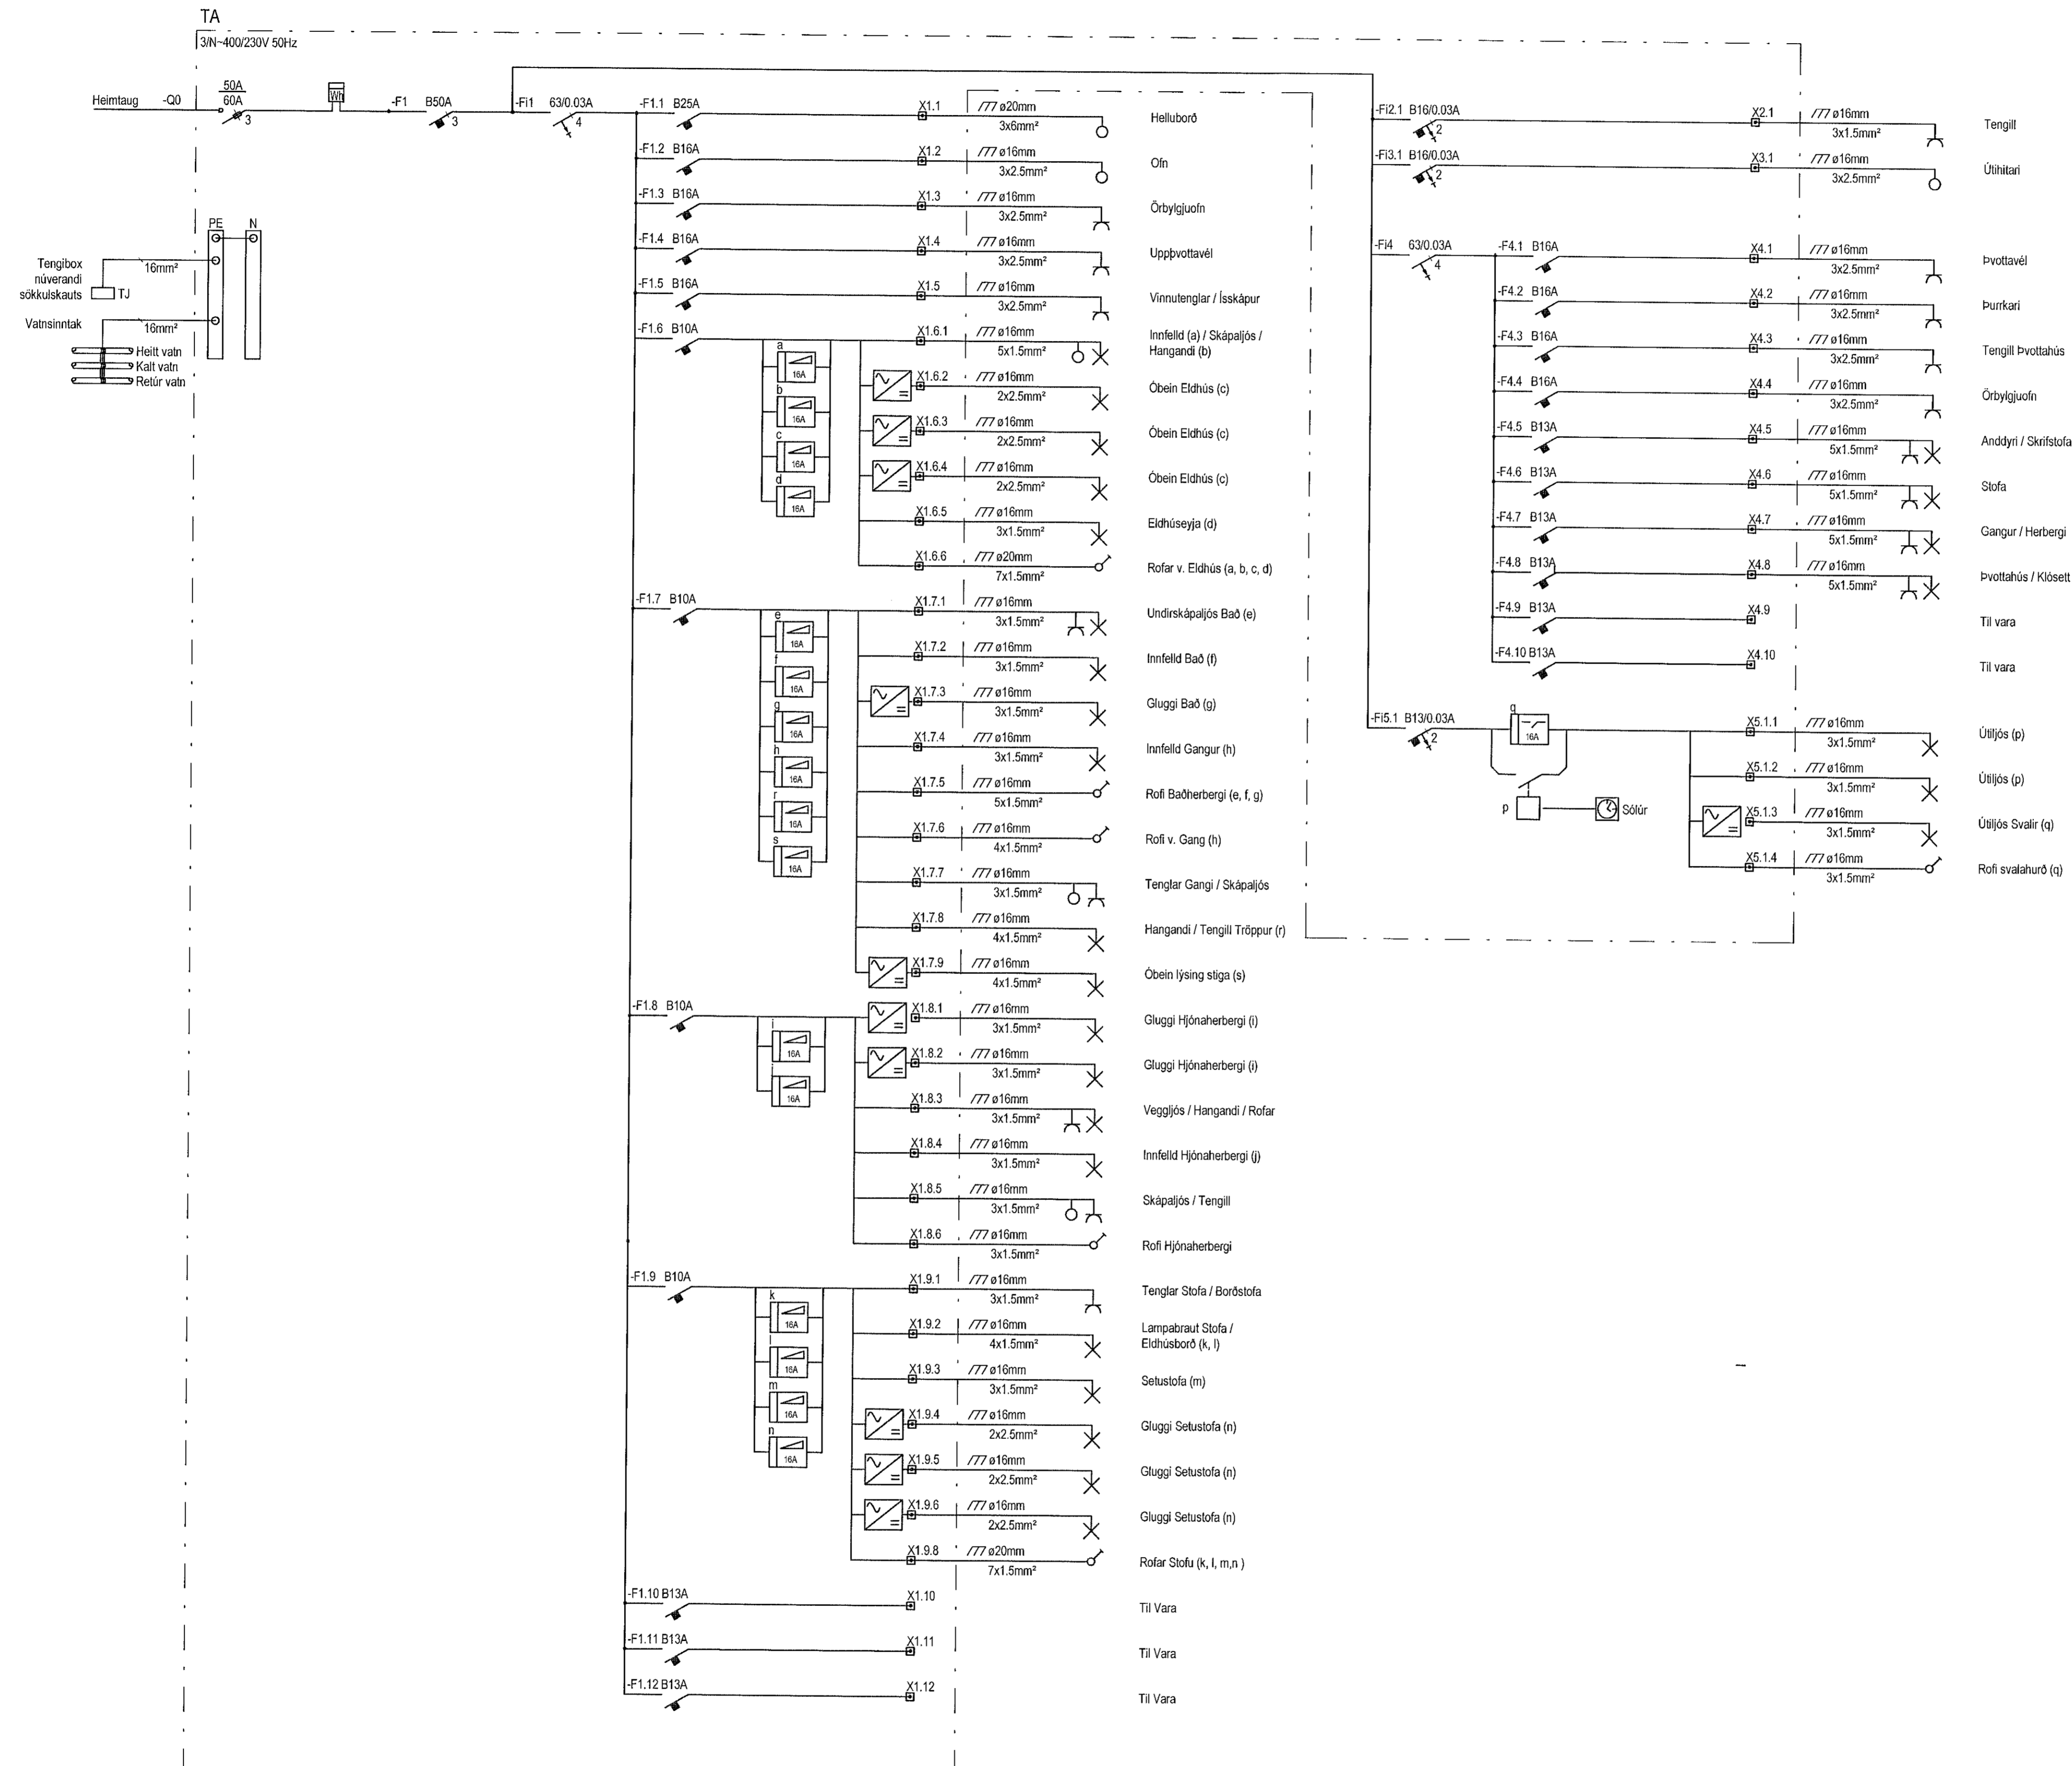 TA
3/N~400/230V 50Hz
Heimtaug -Q0
50A
60A
3
Wh
-F1 B50A
3
-Fi1 63/0.03A
4
PE N
Tengibox
núverandi
sökkulskauts
16mm²
TJ
Vatnsinntak
16mm²
Heitt vatn
Kalt vatn
Retúr vatn
-F1.1 B25A X1.1 ø20mm 3x6mm² Helluborð
-F1.2 B16A X1.2 ø16mm 3x2.5mm² Ofn
-F1.3 B16A X1.3 ø16mm 3x2.5mm² Örbylgjuofn
-F1.4 B16A X1.4 ø16mm 3x2.5mm² Uppþvottavél
-F1.5 B16A X1.5 ø16mm 3x2.5mm² Vinnutenglar / Ísskápur
-F1.6 B10A X1.6.1 ø16mm 5x1.5mm² Innfelld (a) / Skápaljós /
Hangandi (b)
a 16A
b 16A
c 16A
d 16A
X1.6.2 ø16mm 2x2.5mm² Óbein Eldhús (c)
X1.6.3 ø16mm 2x2.5mm² Óbein Eldhús (c)
X1.6.4 ø16mm 2x2.5mm² Óbein Eldhús (c)
X1.6.5 ø16mm 3x1.5mm² Eldhúseyja (d)
X1.6.6 ø20mm 7x1.5mm² Rofar v. Eldhús (a, b, c, d)
-F1.7 B10A X1.7.1 ø16mm 3x1.5mm² Undirskápaljós Bað (e)
e 16A
f 16A
g 16A
h 16A
r 16A
s 16A
X1.7.2 ø16mm 3x1.5mm² Innfelld Bað (f)
X1.7.3 ø16mm 3x1.5mm² Gluggi Bað (g)
X1.7.4 ø16mm 3x1.5mm² Innfelld Gangur (h)
X1.7.5 ø16mm 5x1.5mm² Rofi Baðherbergi (e, f, g)
X1.7.6 ø16mm 4x1.5mm² Rofi v. Gang (h)
X1.7.7 ø16mm 3x1.5mm² Tenglar Gangi / Skápaljós
X1.7.8 ø16mm 4x1.5mm² Hangandi / Tengill Tröppur (r)
X1.7.9 ø16mm 4x1.5mm² Óbein lýsing stiga (s)
-F1.8 B10A X1.8.1 ø16mm 3x1.5mm² Gluggi Hjónaherbergi (i)
i 16A
j 16A
X1.8.2 ø16mm 3x1.5mm² Gluggi Hjónaherbergi (i)
X1.8.3 ø16mm 3x1.5mm² Veggljós / Hangandi / Rofar
X1.8.4 ø16mm 3x1.5mm² Innfelld Hjónaherbergi (j)
X1.8.5 ø16mm 3x1.5mm² Skápaljós / Tengill
X1.8.6 ø16mm 3x1.5mm² Rofi Hjónaherbergi
-F1.9 B10A X1.9.1 ø16mm 3x1.5mm² Tenglar Stofa / Borðstofa
k 16A
l 16A
m 16A
n 16A
X1.9.2 ø16mm 4x1.5mm² Lampabraut Stofa /
Eldhúsborð (k, l)
X1.9.3 ø16mm 3x1.5mm² Setustofa (m)
X1.9.4 ø16mm 2x2.5mm² Gluggi Setustofa (n)
X1.9.5 ø16mm 2x2.5mm² Gluggi Setustofa (n)
X1.9.6 ø16mm 2x2.5mm² Gluggi Setustofa (n)
X1.9.8 ø20mm 7x1.5mm² Rofar Stofu (k, l, m,n )
-F1.10 B13A X1.10 Til Vara
-F1.11 B13A X1.11 Til Vara
-F1.12 B13A X1.12 Til Vara
-Fi2.1 B16/0.03A 2 X2.1 ø16mm 3x1.5mm² Tengill
-Fi3.1 B16/0.03A 2 X3.1 ø16mm 3x2.5mm² Útihitari
-Fi4 63/0.03A 4
-F4.1 B16A X4.1 ø16mm 3x2.5mm² Þvottavél
-F4.2 B16A X4.2 ø16mm 3x2.5mm² Þurrkari
-F4.3 B16A X4.3 ø16mm 3x2.5mm² Tengill Þvottahús
-F4.4 B16A X4.4 ø16mm 3x2.5mm² Örbylgjuofn
-F4.5 B13A X4.5 ø16mm 5x1.5mm² Anddyri / Skrifstofa
-F4.6 B13A X4.6 ø16mm 5x1.5mm² Stofa
-F4.7 B13A X4.7 ø16mm 5x1.5mm² Gangur / Herbergi
-F4.8 B13A X4.8 ø16mm 5x1.5mm² Þvottahús / Klósett
-F4.9 B13A X4.9 Til vara
-F4.10 B13A X4.10 Til vara
-Fi5.1 B13/0.03A 2 q 16A X5.1.1 ø16mm 3x1.5mm² Útiljós (p)
X5.1.2 ø16mm 3x1.5mm² Útiljós (p)
p Sólúr
X5.1.3 ø16mm 3x1.5mm² Útiljós Svalir (q)
X5.1.4 ø16mm 3x1.5mm² Rofi svalahurð (q)